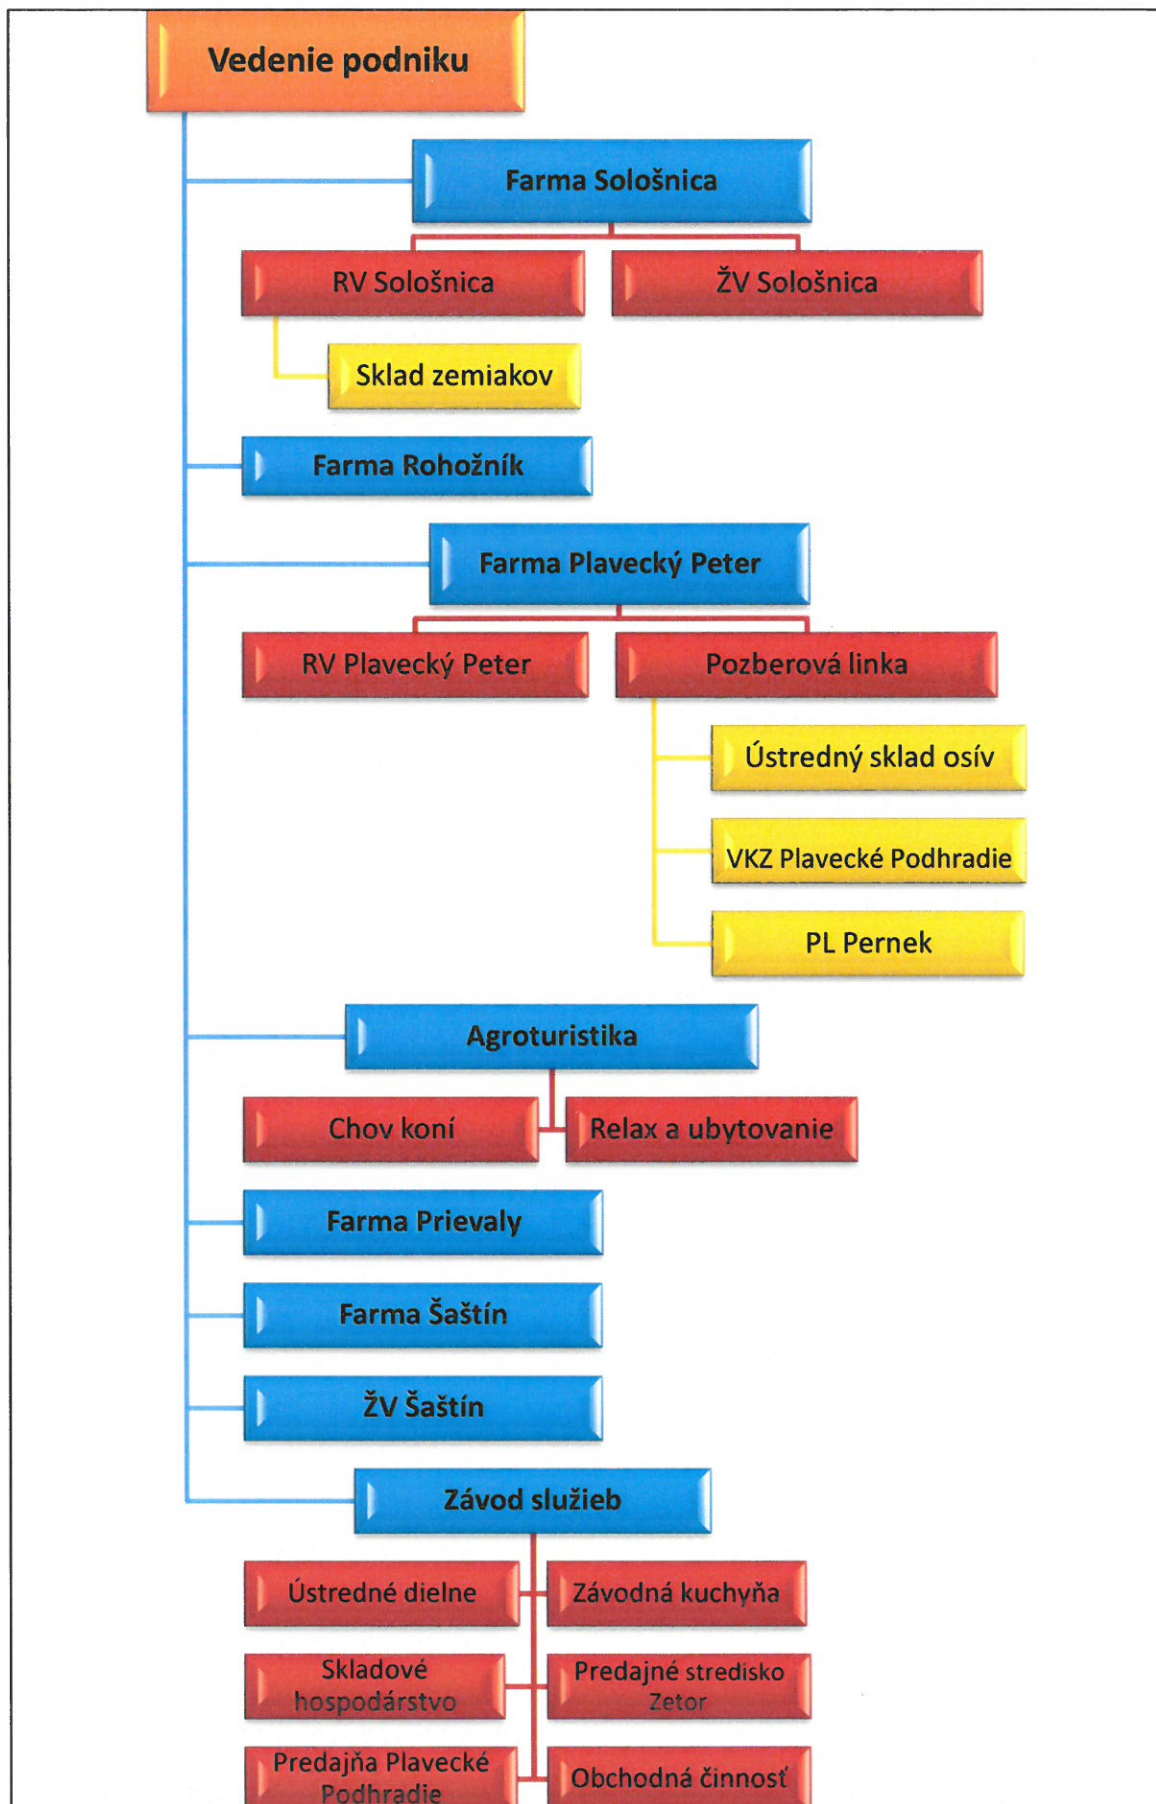 Vedenie podniku
Farma Sološnica
RV Sološnica
ŽV Sološnica
Sklad zemiakov
Farma Rohožník
Farma Plavecký Peter
RV Plavecký Peter
Pozberová linka
Ústredný sklad osív
VKZ Plavecké Podhradie
PL Pernek
Agroturistika
Chov koní
Relax a ubytovanie
Farma Prievaly
Farma Šaštín
ŽV Šaštín
Závod služieb
Ústredné dielne
Závodná kuchyňa
Skladové
hospodárstvo
Predajné stredisko
Zetor
Predajňa Plavecké
Podhradie
Obchodná činnosť